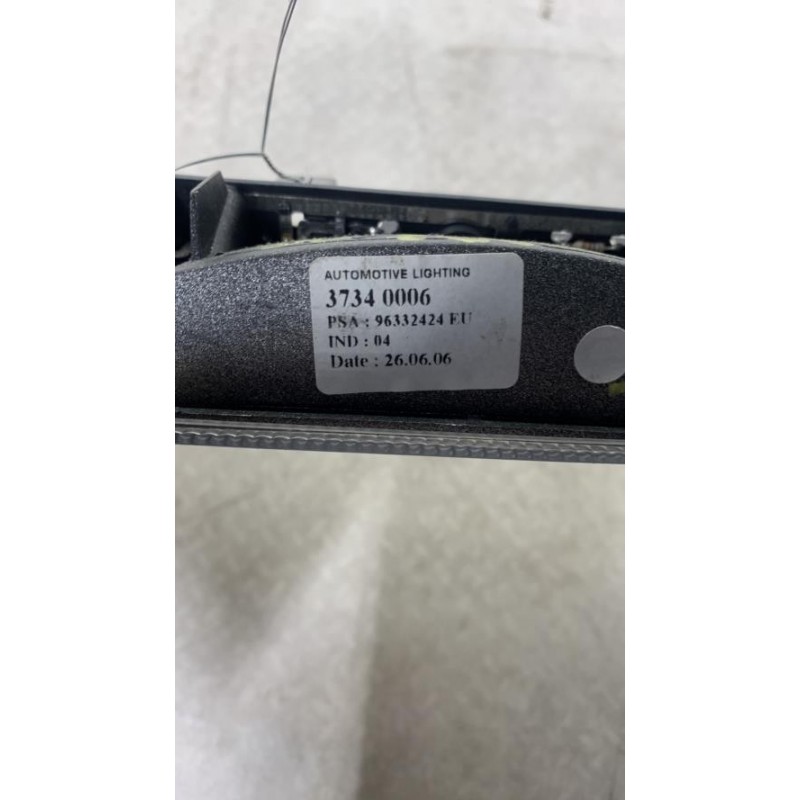 AUTOMOTIVE LIGHTING
3734 0006
PSA : 96332424 EU
IND : 04
Date : 26.06.06